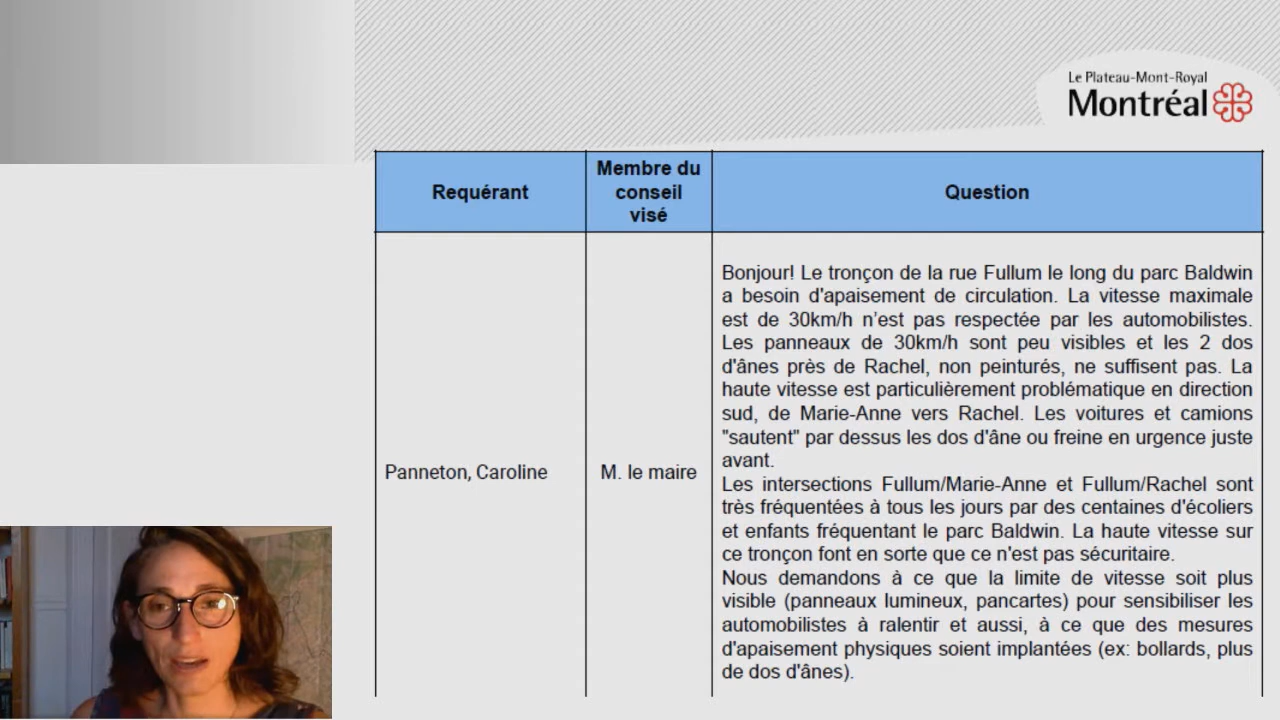 Le Plateau-Mont-Royal
Montréal
Requérant
Membre du
conseil
visé
Question
Panneton, Caroline
M. le maire
Bonjour! Le tronçon de la rue Fullum le long du parc Baldwin
a besoin d'apaisement de circulation. La vitesse maximale
est de 30km/h n’est pas respectée par les automobilistes.
Les panneaux de 30km/h sont peu visibles et les 2 dos
d'ânes près de Rachel, non peinturés, ne suffisent pas. La
haute vitesse est particulièrement problématique en direction
sud, de Marie-Anne vers Rachel. Les voitures et camions
"sautent" par dessus les dos d'âne ou freine en urgence juste
avant.
Les intersections Fullum/Marie-Anne et Fullum/Rachel sont
très fréquentées à tous les jours par des centaines d'écoliers
et enfants fréquentant le parc Baldwin. La haute vitesse sur
ce tronçon font en sorte que ce n'est pas sécuritaire.
Nous demandons à ce que la limite de vitesse soit plus
visible (panneaux lumineux, pancartes) pour sensibiliser les
automobilistes à ralentir et aussi, à ce que des mesures
d'apaisement physiques soient implantées (ex: bollards, plus
de dos d'ânes).